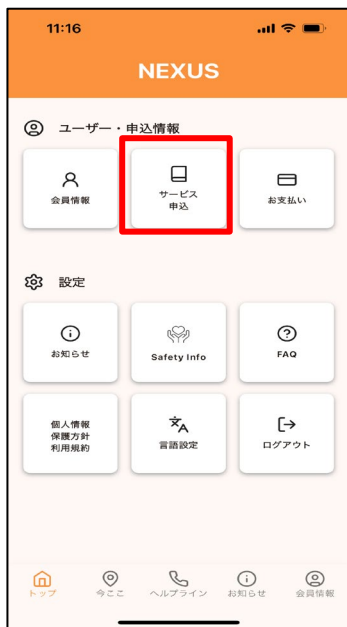 11:16
NEXUS
ユーザー・申込情報
会員情報
サービス
申込
お支払い
設定
お知らせ
Safety Info
FAQ
個人情報
保護方針
利用規約
言語設定
ログアウト
トップ
今ここ
ヘルプライン
お知らせ
会員情報